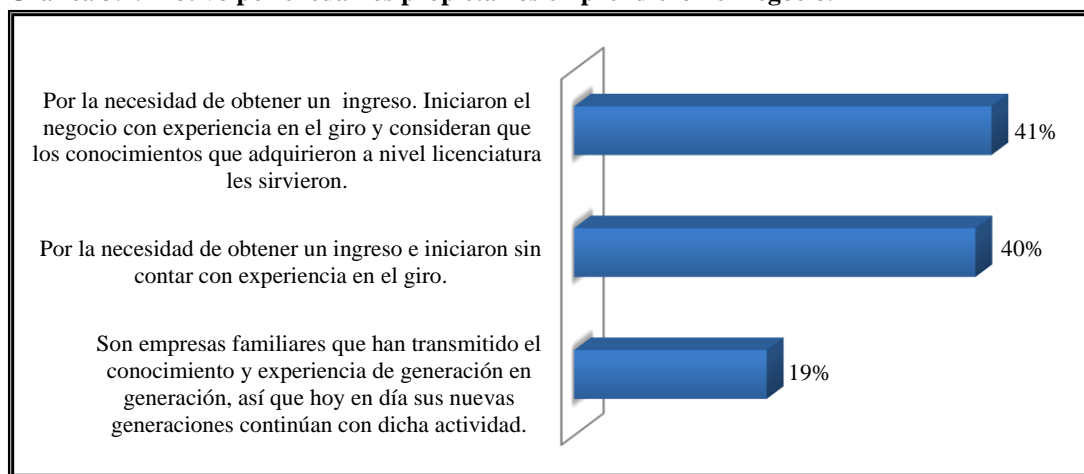 Por la necesidad de obtener un ingreso. Iniciaron el
negocio con experiencia en el giro y consideran que
los conocimientos que adquirieron a nivel licenciatura
les sirvieron.
41%
Por la necesidad de obtener un ingreso e iniciaron sin
contar con experiencia en el giro.
40%
Son empresas familiares que han transmitido el
conocimiento y experiencia de generación en
generación, así que hoy en día sus nuevas
generaciones continúan con dicha actividad.
19%